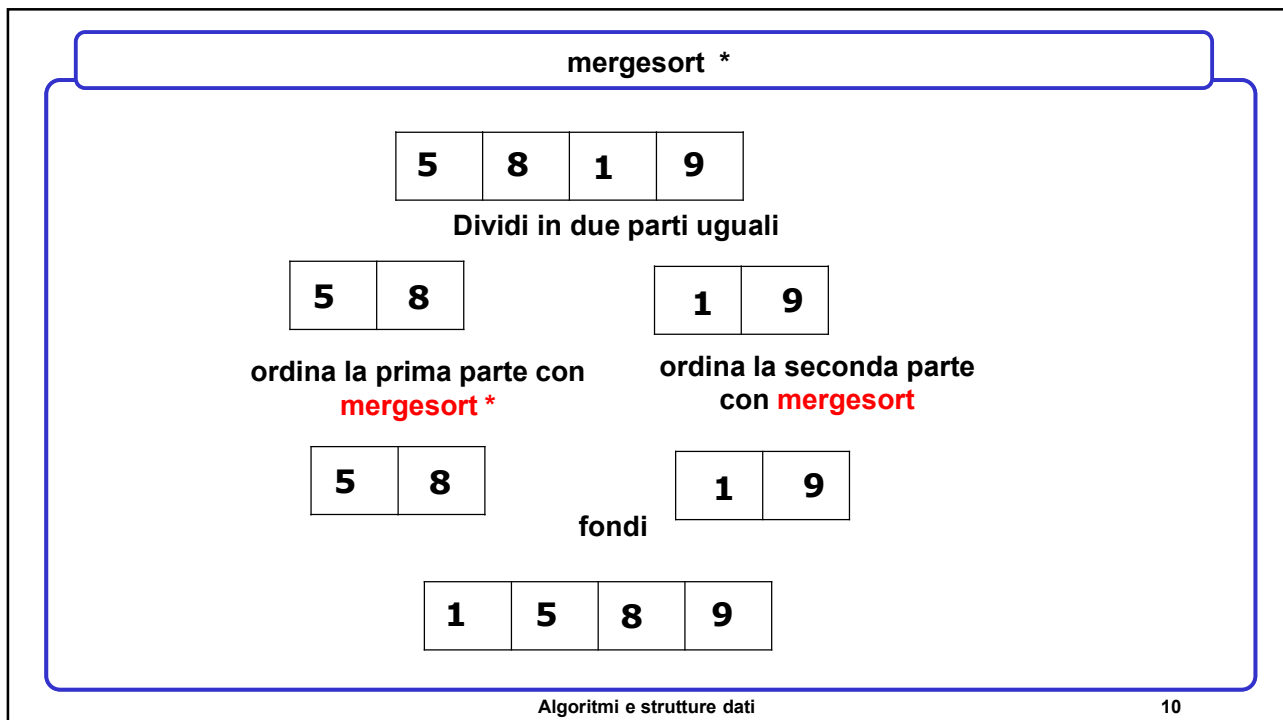 mergesort *
5 8 1 9
Dividi in due parti uguali
5 8
1 9
ordina la prima parte con
mergesort *
ordina la seconda parte
con mergesort
5 8
1 9
fondi
1 5 8 9
Algoritmi e strutture dati
10